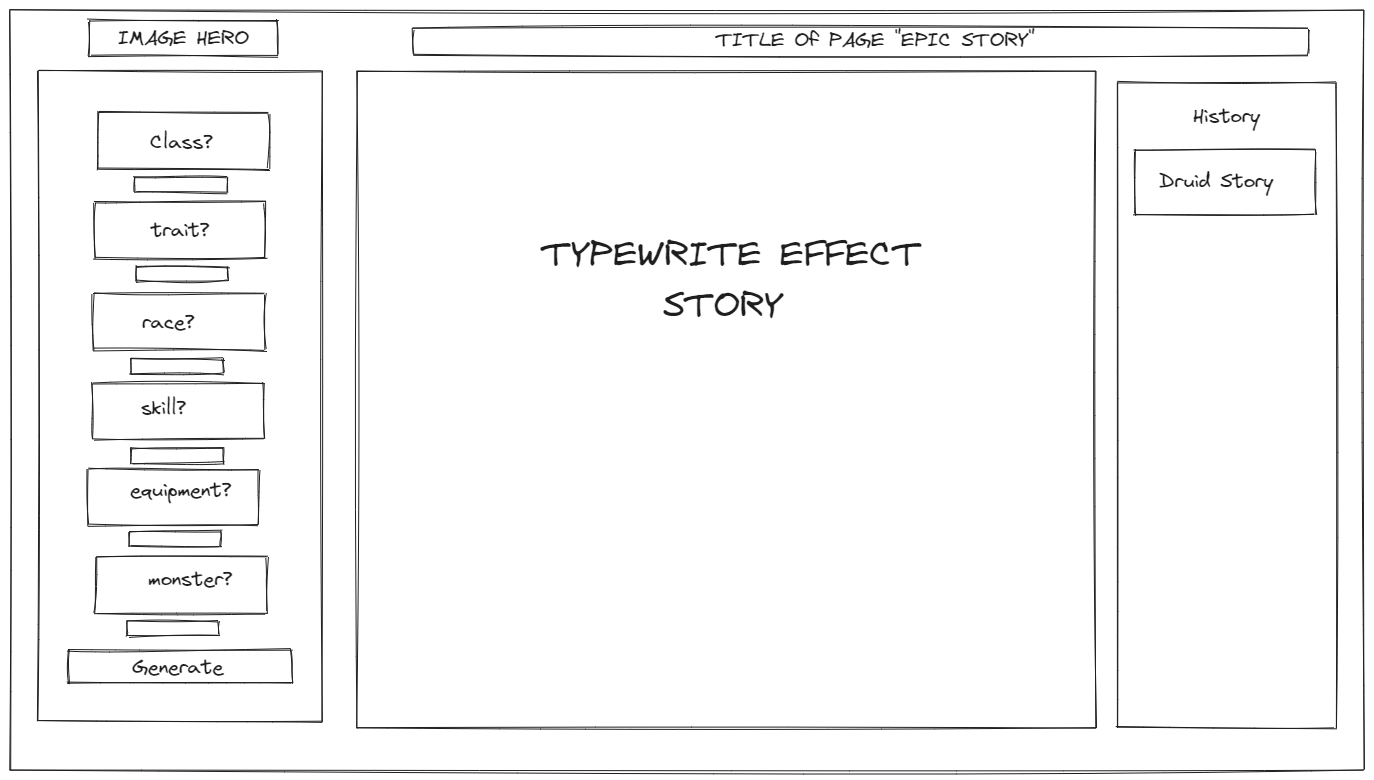 IMAGE HERO
TITLE Of PAGE "EPIC STORY"
Class?
trait?
race?
skill?
equipment?
monster?
Generate
TYPEWRITE EFFECT
STORY
History
Druid Story